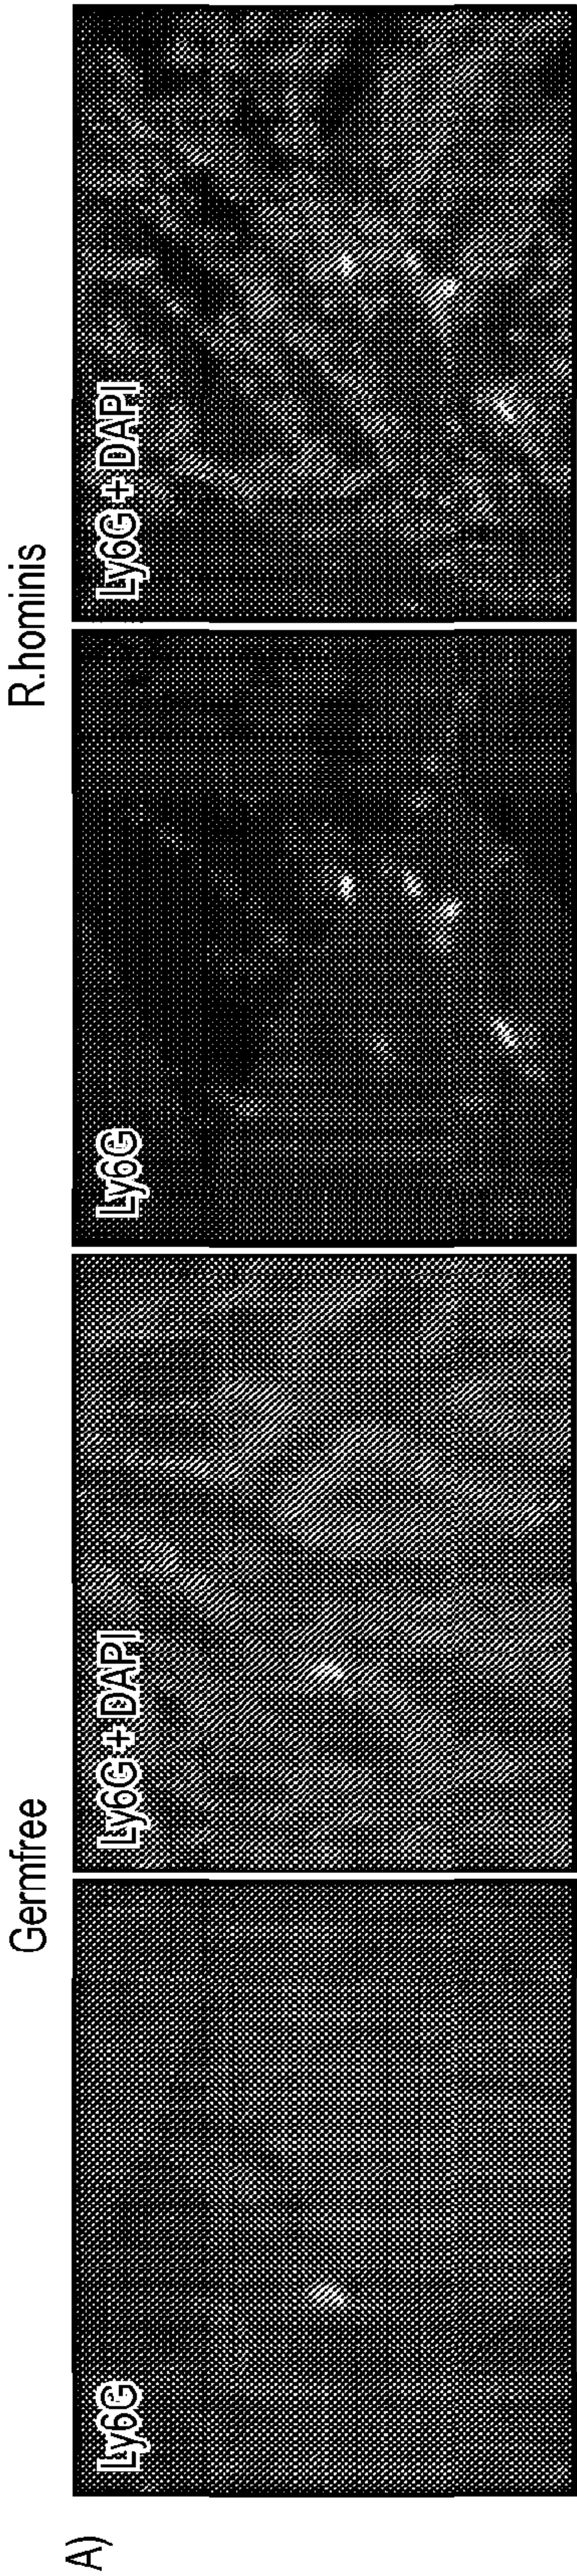 A)
Germfree
R.hominis
Ly6G
Ly6G + DAPI
Ly6G
Ly6G + DAPI